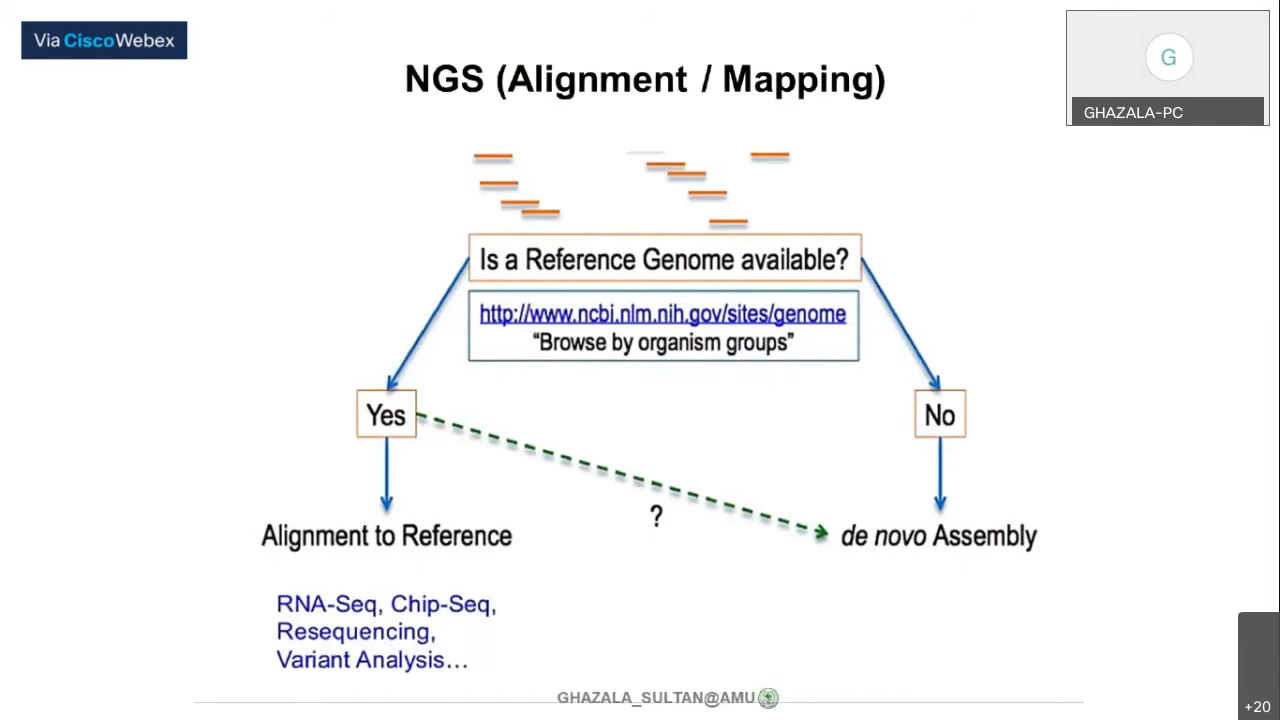 Via CiscoWebex
NGS (Alignment / Mapping)
G
GHAZALA-PC
Is a Reference Genome available?
http://www.ncbi.nlm.nih.gov/sites/genome
“Browse by organism groups”
Yes
No
?
Alignment to Reference
de novo Assembly
RNA-Seq, Chip-Seq,
Resequencing,
Variant Analysis…
GHAZALA_SULTAN@AMU
+20